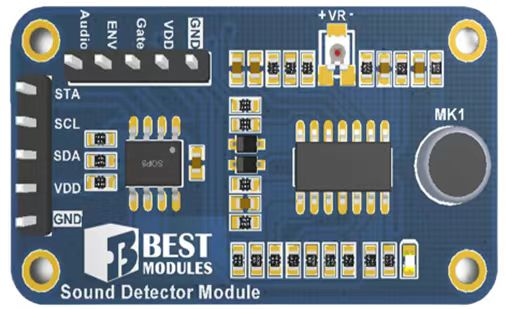 Audio
ENV
Gate
VDD
GND
+VR-
STA
SCL
SDA
VDD
GND
SOP8
MK1
BEST
MODULES
Sound Detector Module